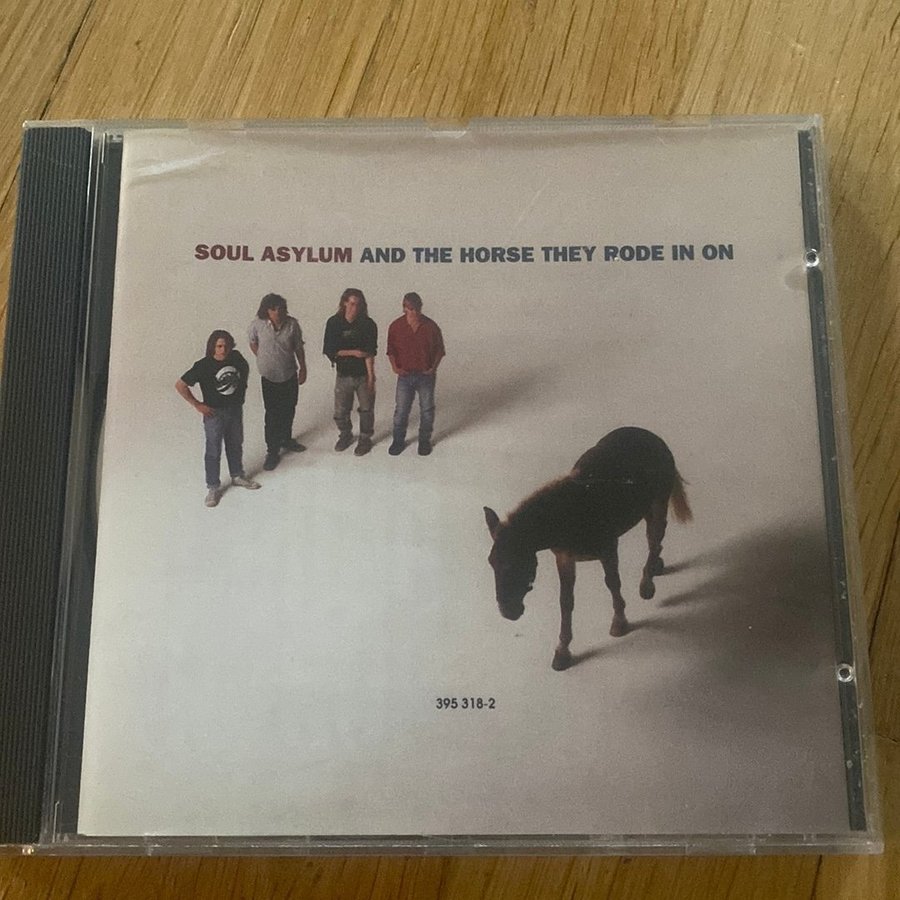 SOUL ASYLUM AND THE HORSE THEY RODE IN ON
395 318-2